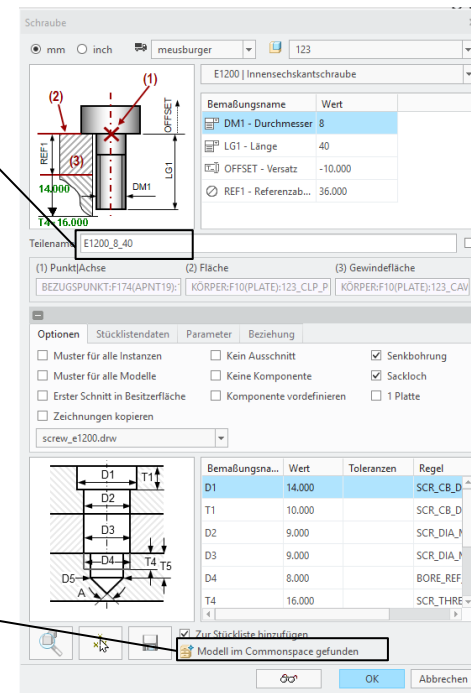 Schraube
mm inch meusburger 123
E1200 | Innensechskantschraube
(1)
(2)
(3)
OFFSET
REF1
LG1
DM1
14.000
T4=16.000
Bemaßungsname Wert
DM1 - Durchmesser 8
LG1 - Länge 40
OFFSET - Versatz -10.000
REF1 - Referenzab... 36.000
Teilename E1200_8_40
(1) Punkt|Achse (2) Fläche (3) Gewindefläche
BEZUGSPUNKT:F174(APNT19): KÖRPER:F10(PLATE):123_CLP_P KÖRPER:F10(PLATE):123_CAV
Optionen Stücklistendaten Parameter Beziehung
Muster für alle Instanzen Kein Ausschnitt Senkbohrung
Muster für alle Modelle Keine Komponente Sackloch
Erster Schnitt in Besitzerfläche Komponente vordefinieren 1 Platte
Zeichnungen kopieren
screw_e1200.drw
D1 T1
D2
D3
D4 T4 T5
D5
A
Bemaßungsna... Wert Toleranzen Regel
D1 14.000 SCR_CB_D
T1 10.000 SCR_CB_D
D2 9.000 SCR_DIA_
D3 9.000 SCR_DIA_
D4 8.000 BORE_REF_
T4 16.000 SCR_THRE
Zur Stückliste hinzufügen
Modell im Commonspace gefunden
OK Abbrechen